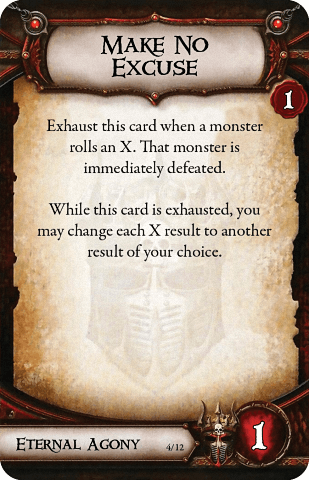 Make No
Excuse
1
Exhaust this card when a monster
rolls an X. That monster is
immediately defeated.
While this card is exhausted, you
may change each X result to another
result of your choice.
Eternal Agony 4/12
1